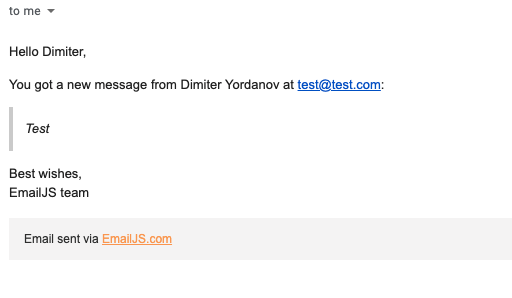 to me
Hello Dimiter,
You got a new message from Dimiter Yordanov at test@test.com:
Test
Best wishes,
EmailJS team
Email sent via EmailJS.com